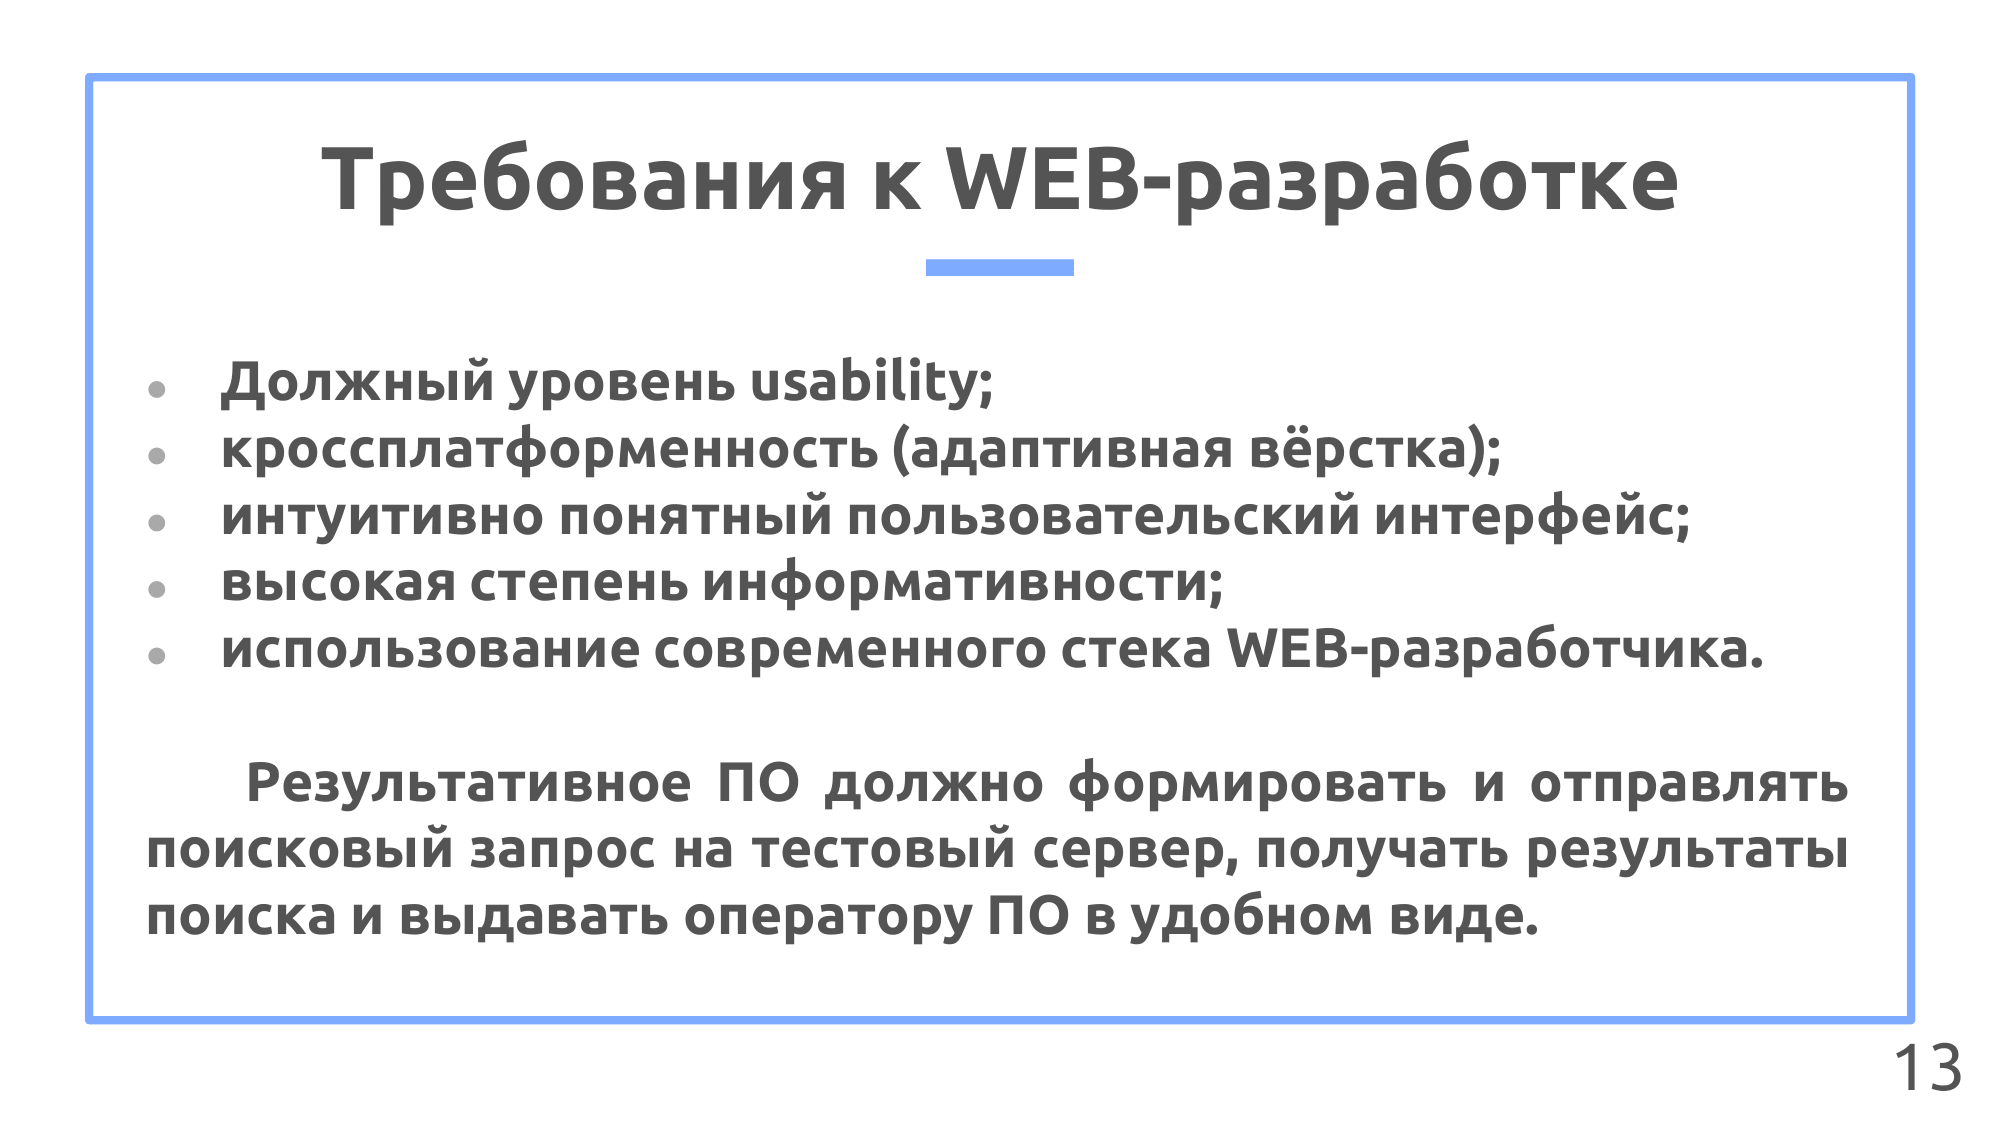 Требования к WEB-разработке
● Должный уровень usability;
● кроссплатформенность (адаптивная вёрстка);
● интуитивно понятный пользовательский интерфейс;
● высокая степень информативности;
● использование современного стека WEB-разработчика.
Результативное ПО должно формировать и отправлять
поисковый запрос на тестовый сервер, получать результаты
поиска и выдавать оператору ПО в удобном виде.
13